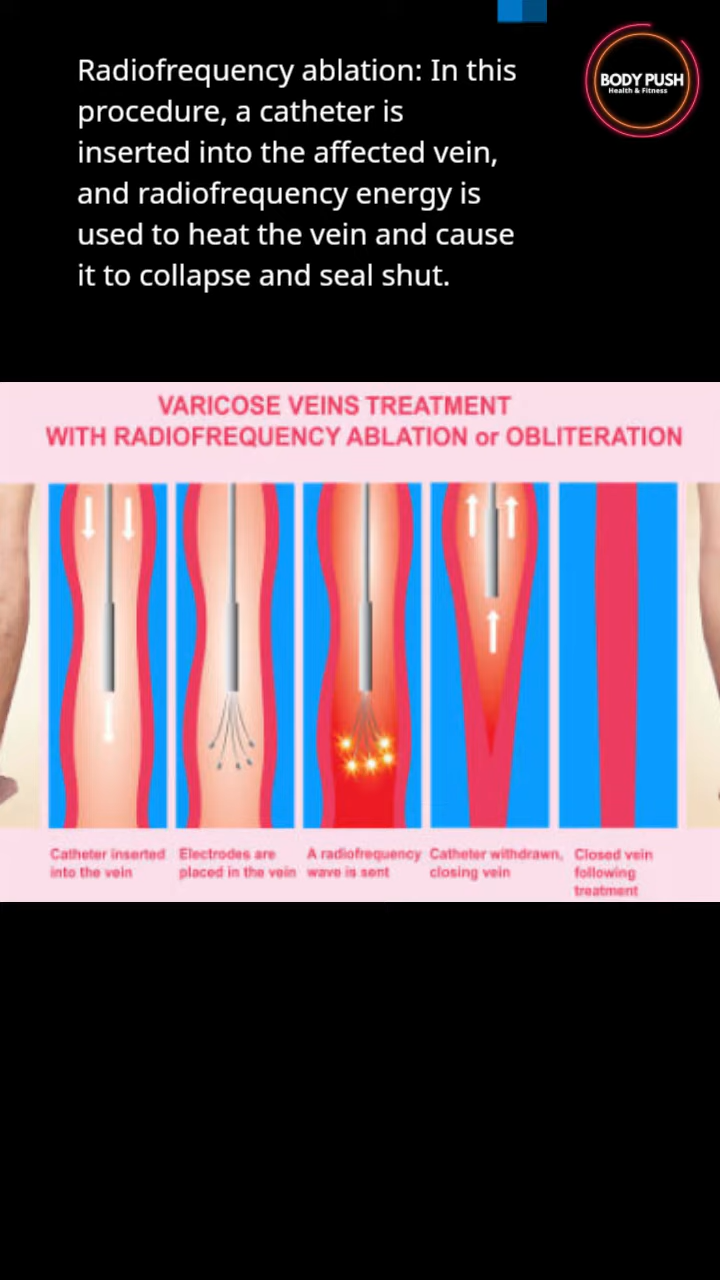 Radiofrequency ablation: In this
procedure, a catheter is
inserted into the affected vein,
and radiofrequency energy is
used to heat the vein and cause
it to collapse and seal shut.
BODY PUSH
Health & Fitness
VARICOSE VEINS TREATMENT
WITH RADIOFREQUENCY ABLATION or OBLITERATION
Catheter inserted
into the vein
Electrodes are
placed in the vein
A radiofrequency
wave is sent
Catheter withdrawn,
closing vein
Closed vein
following
treatment